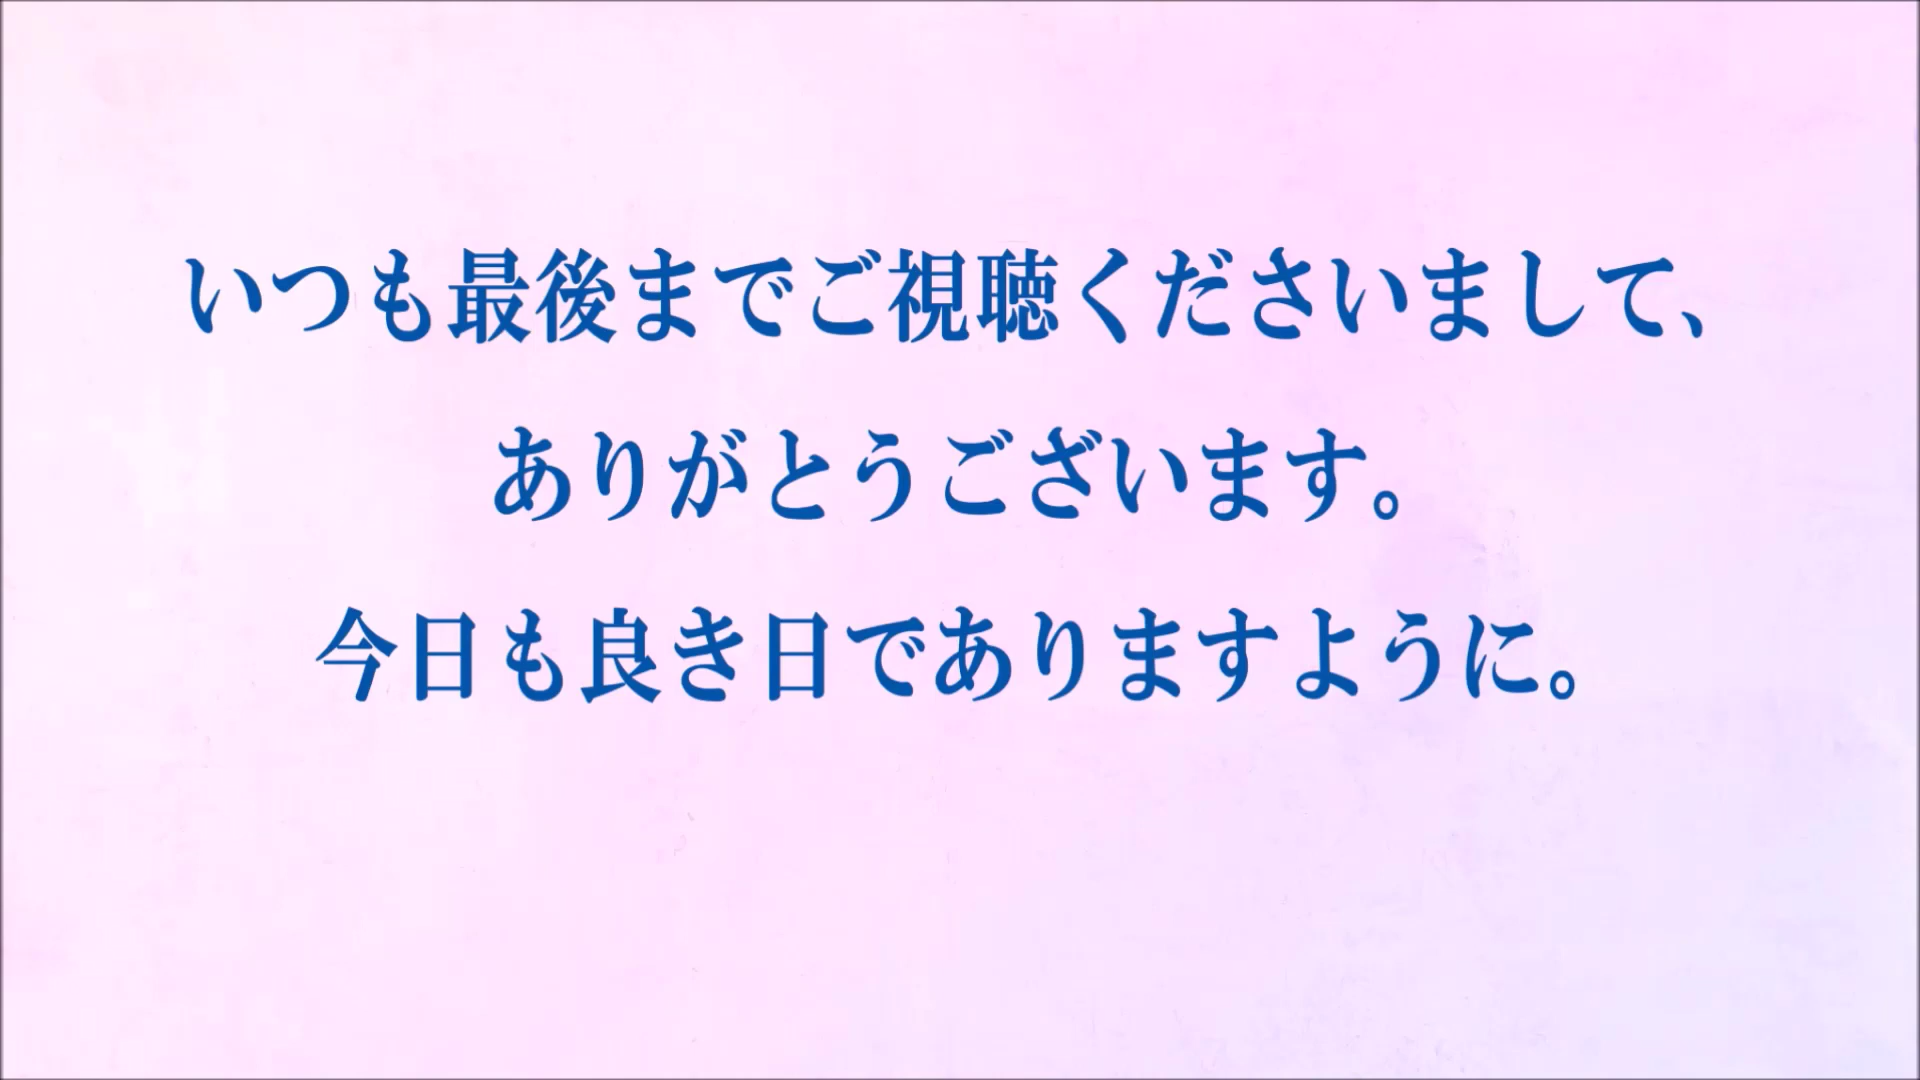 いつも最後までご視聴くださいまして、
ありがとうございます。
今日も良き日でありますように。